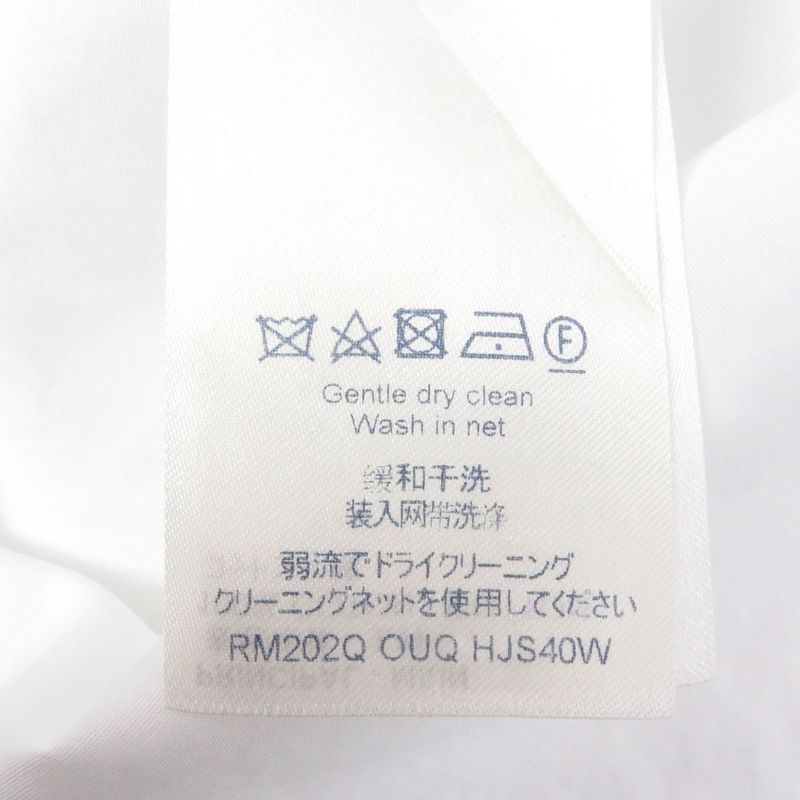 F
Gentle dry clean
Wash in net
缓和干洗
装入网带洗净
弱流でドライクリーニング
クリーニングネットを使用してください
RM202Q OUQ HJS40W